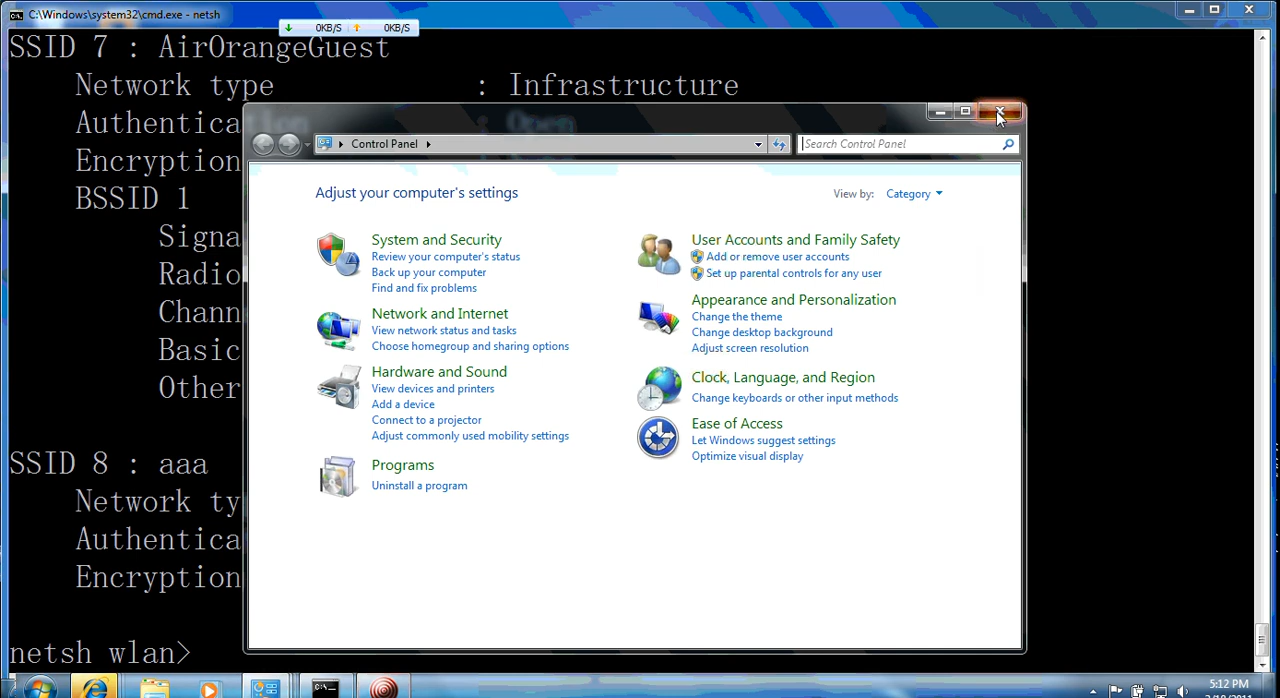 C:\Windows\system32\cmd.exe - netsh
0KB/S 0KB/S
SSID 7 : AirOrangeGuest
Network type : Infrastructure
Authentica : Open
Encryption
BSSID 1
Signa
Radio
Chann
Basic
Other
SSID 8 : aaa
Network ty
Authentica
Encryption
netsh wlan>
Control Panel
Search Control Panel
Adjust your computer's settings
View by: Category
System and Security
Review your computer's status
Back up your computer
Find and fix problems
Network and Internet
View network status and tasks
Choose homegroup and sharing options
Hardware and Sound
View devices and printers
Add a device
Connect to a projector
Adjust commonly used mobility settings
Programs
Uninstall a program
User Accounts and Family Safety
Add or remove user accounts
Set up parental controls for any user
Appearance and Personalization
Change the theme
Change desktop background
Adjust screen resolution
Clock, Language, and Region
Change keyboards or other input methods
Ease of Access
Let Windows suggest settings
Optimize visual display
5:12 PM